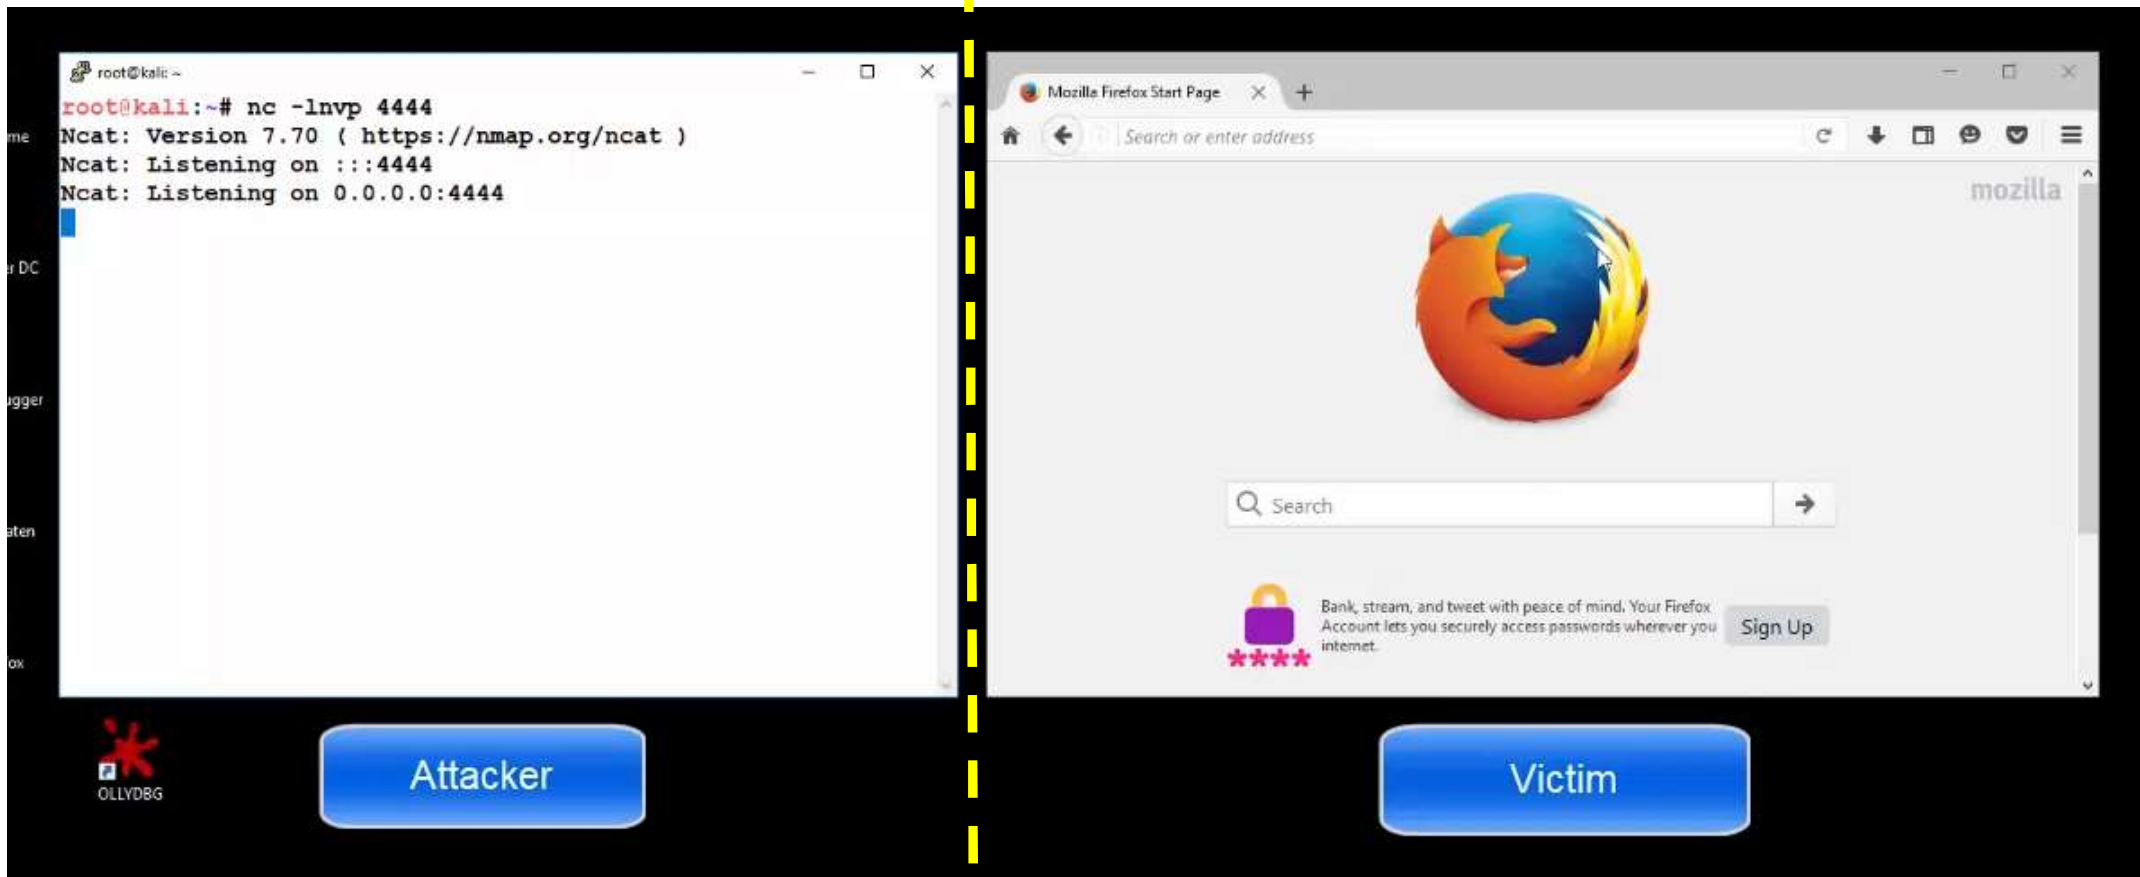 root@kali: ~
root@kali:~# nc -lnvp 4444
Ncat: Version 7.70 ( https://nmap.org/ncat )
Ncat: Listening on :::4444
Ncat: Listening on 0.0.0.0:4444
me
er DC
ugger
aten
ox
OLLYDBG
Attacker
Mozilla Firefox Start Page
Search or enter address
mozilla
Search
Bank, stream, and tweet with peace of mind. Your Firefox
Account lets you securely access passwords wherever you
internet.
Sign Up
****
Victim